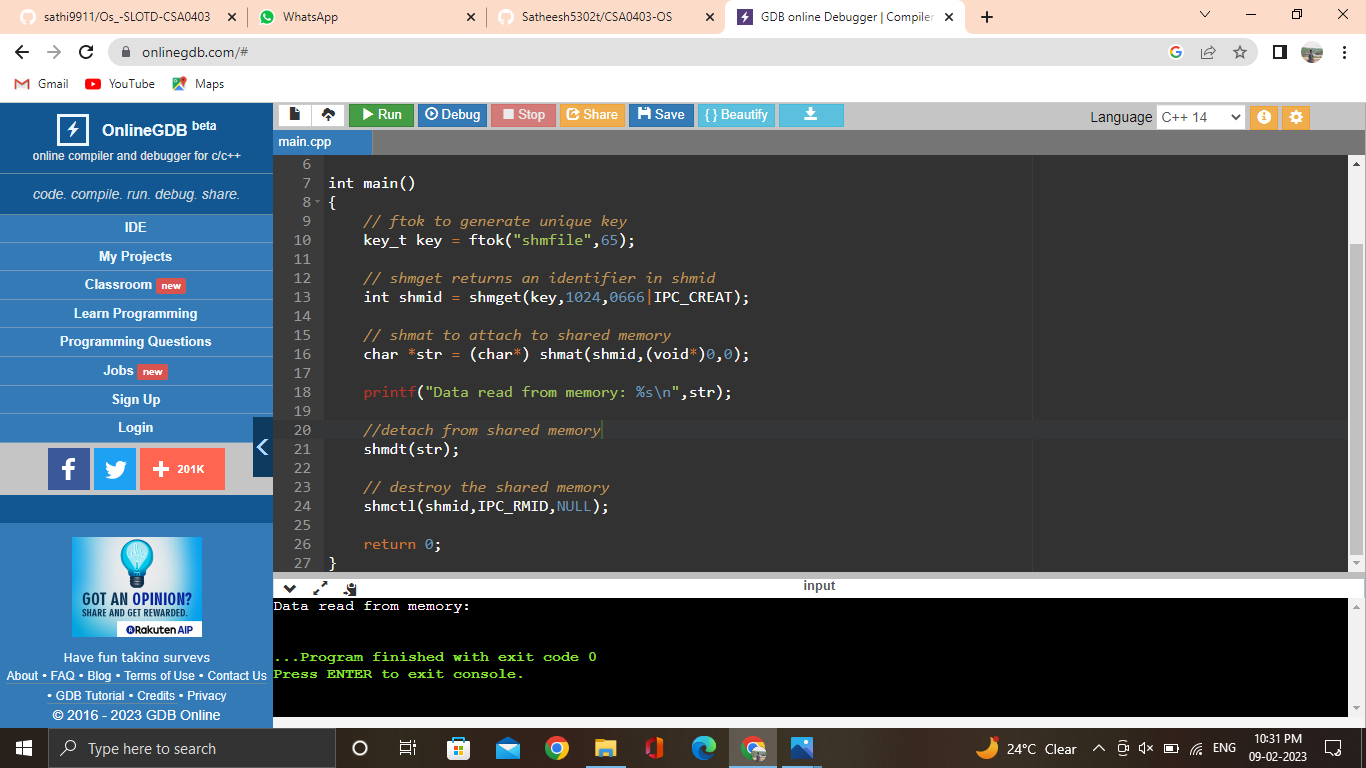 sathi9911/Os_-SLOTD-CSA0403
WhatsApp
Satheesh5302t/CSA0403-OS
GDB online Debugger | Compiler
onlinegdb.com/#
Gmail
YouTube
Maps
OnlineGDB beta
online compiler and debugger for c/c++
code. compile. run. debug. share.
IDE
My Projects
Classroom new
Learn Programming
Programming Questions
Jobs new
Sign Up
Login
f
+ 201K
GOT AN OPINION?
SHARE AND GET REWARDED.
Rakuten AIP
Have fun taking surveys
About • FAQ • Blog • Terms of Use • Contact Us
• GDB Tutorial • Credits • Privacy
© 2016 - 2023 GDB Online
Run
Debug
Stop
Share
Save
{ } Beautify
Language C++ 14
main.cpp
6
7 int main()
8 {
9 // ftok to generate unique key
10 key_t key = ftok("shmfile",65);
11
12 // shmget returns an identifier in shmid
13 int shmid = shmget(key,1024,0666|IPC_CREAT);
14
15 // shmat to attach to shared memory
16 char *str = (char*) shmat(shmid,(void*)0,0);
17
18 printf("Data read from memory: %s\n",str);
19
20 //detach from shared memory
21 shmdt(str);
22
23 // destroy the shared memory
24 shmctl(shmid,IPC_RMID,NULL);
25
26 return 0;
27 }
input
Data read from memory:
...Program finished with exit code 0
Press ENTER to exit console.
Type here to search
24°C Clear
ENG
10:31 PM
09-02-2023